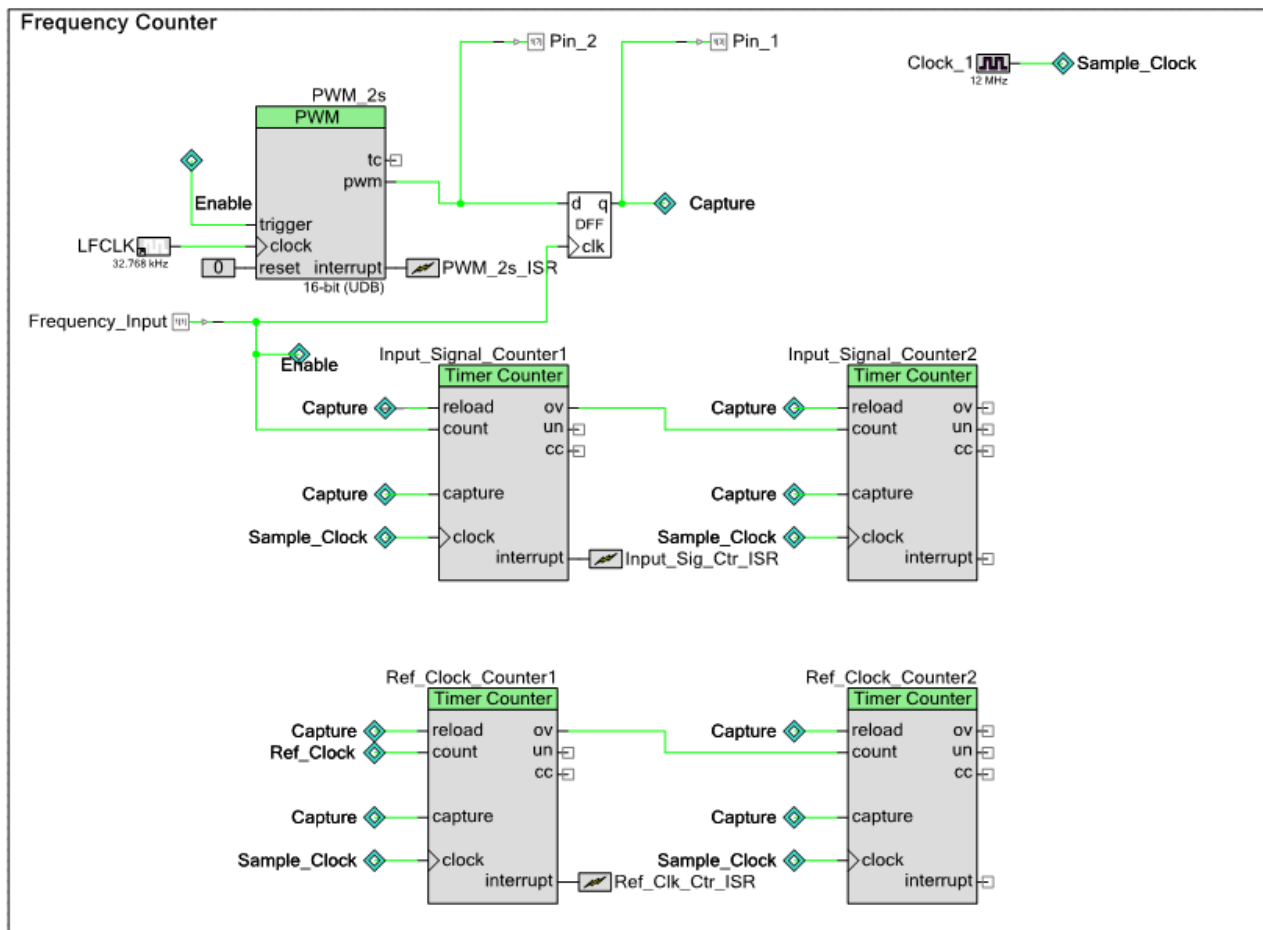 Frequency Counter
Pin_2
Pin_1
Clock_1
12 MHz
Sample_Clock
PWM_2s
PWM
tc
pwm
Enable
trigger
LFCLK
32.768 kHz
clock
0
reset
interrupt
PWM_2s_ISR
16-bit (UDB)
d q
DFF
clk
Capture
Frequency_Input
Enable
Input_Signal_Counter1
Timer Counter
Capture
reload
ov
count
un
cc
Capture
capture
Sample_Clock
clock
interrupt
Input_Sig_Ctr_ISR
Input_Signal_Counter2
Timer Counter
Capture
reload
ov
count
un
cc
Capture
capture
Sample_Clock
clock
interrupt
Ref_Clock_Counter1
Timer Counter
Capture
reload
ov
Ref_Clock
count
un
cc
Capture
capture
Sample_Clock
clock
interrupt
Ref_Clk_Ctr_ISR
Ref_Clock_Counter2
Timer Counter
Capture
reload
ov
count
un
cc
Capture
capture
Sample_Clock
clock
interrupt